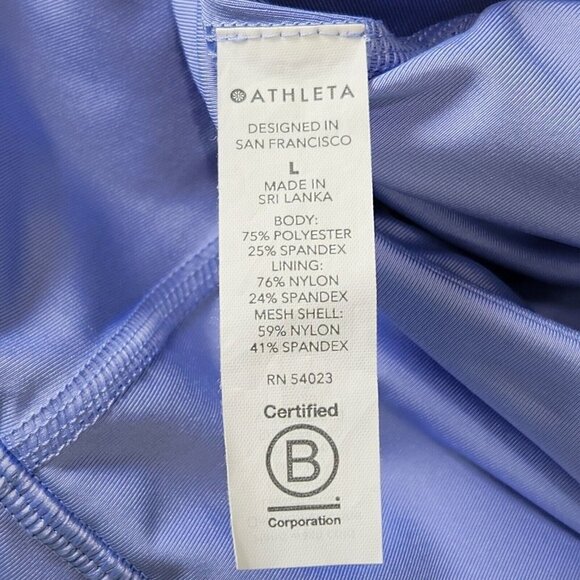 ATHLETA
DESIGNED IN
SAN FRANCISCO
L
MADE IN
SRI LANKA
BODY:
75% POLYESTER
25% SPANDEX
LINING:
76% NYLON
24% SPANDEX
MESH SHELL:
59% NYLON
41% SPANDEX
RN 54023
Certified
B
Corporation